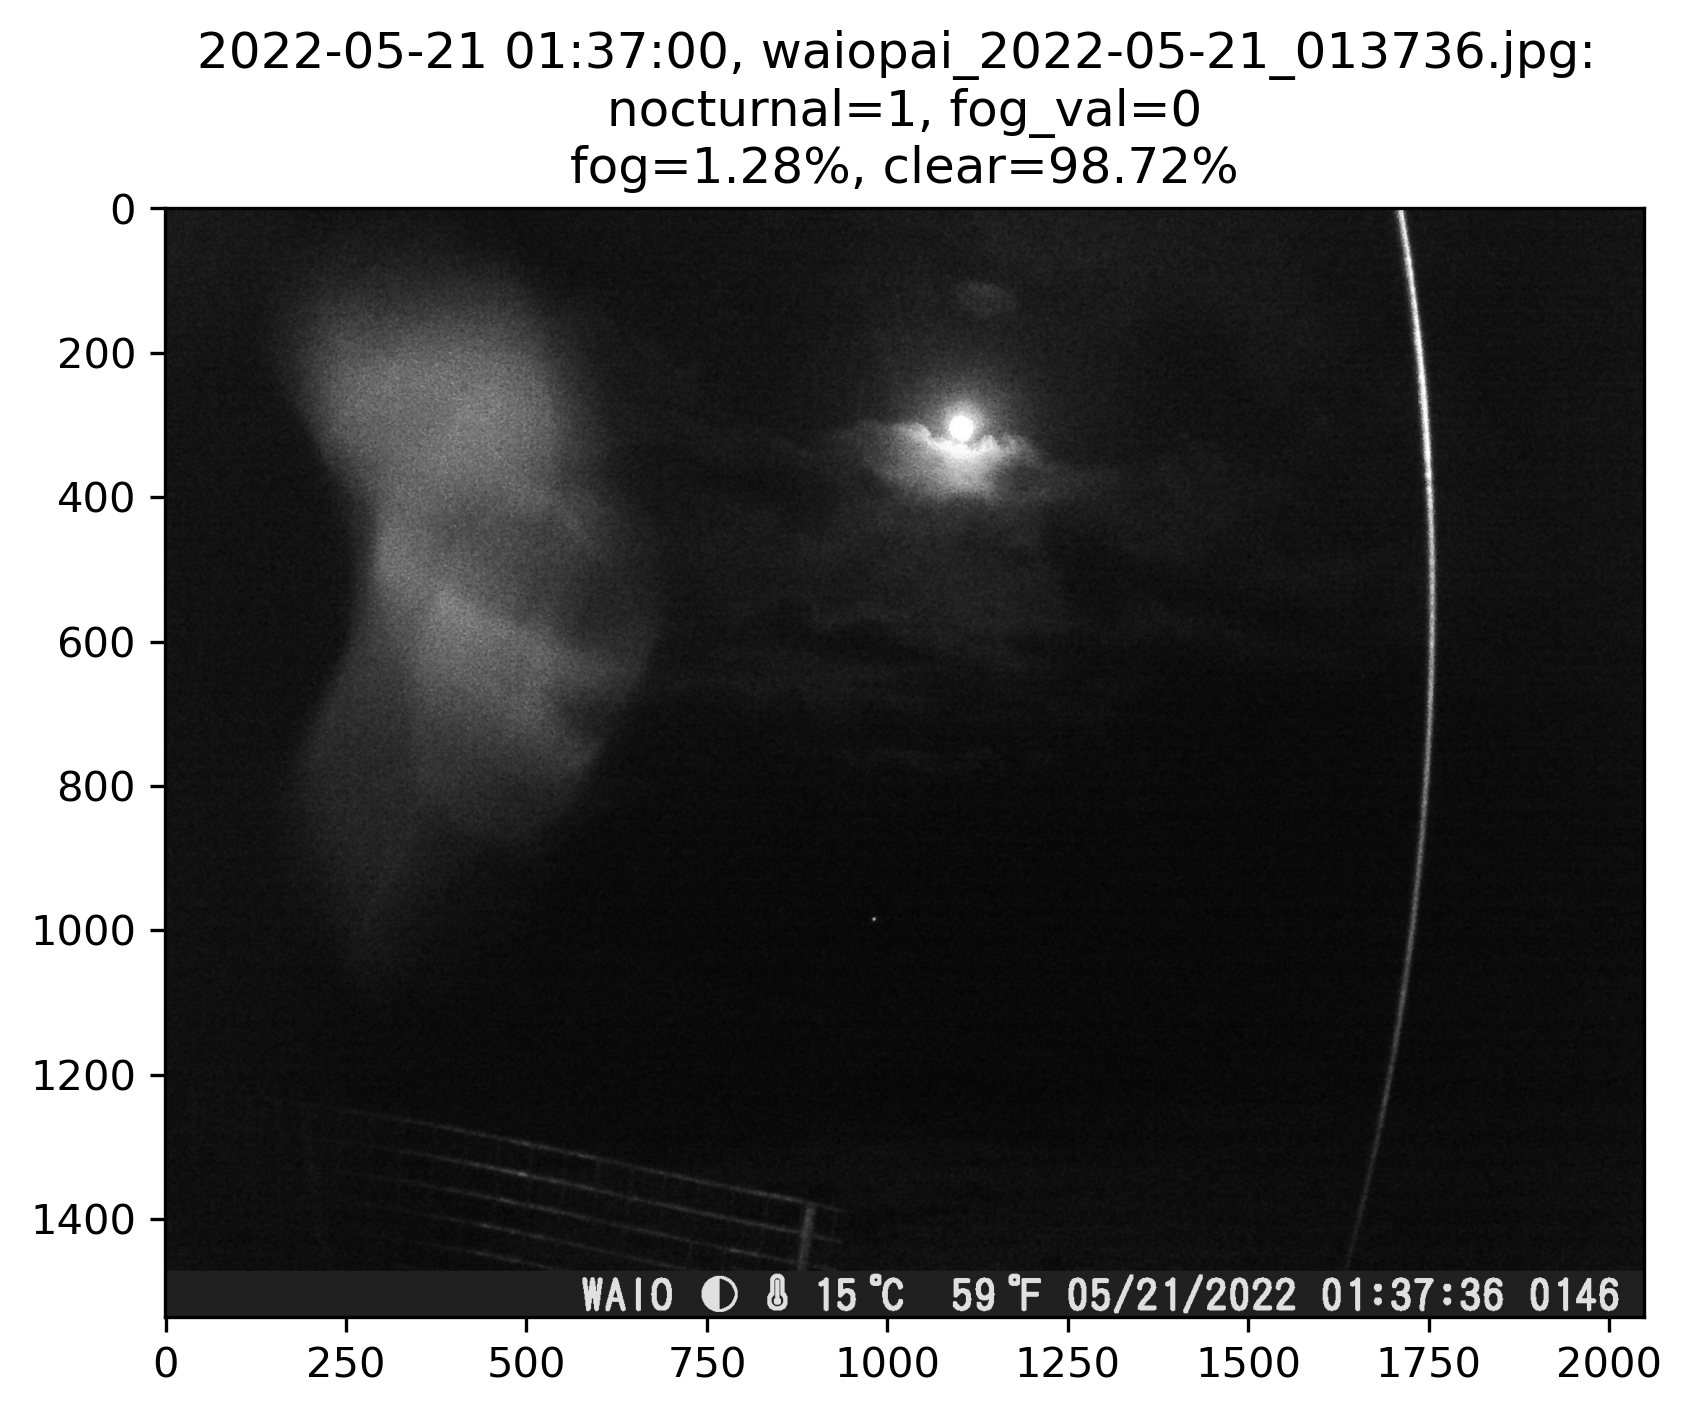 2022-05-21 01:37:00, waiopai_2022-05-21_013736.jpg:
nocturnal=1, fog_val=0
fog=1.28%, clear=98.72%
0
200
400
600
800
1000
1200
1400
WAIO 15°C 59°F 05/21/2022 01:37:36 0146
0 250 500 750 1000 1250 1500 1750 2000